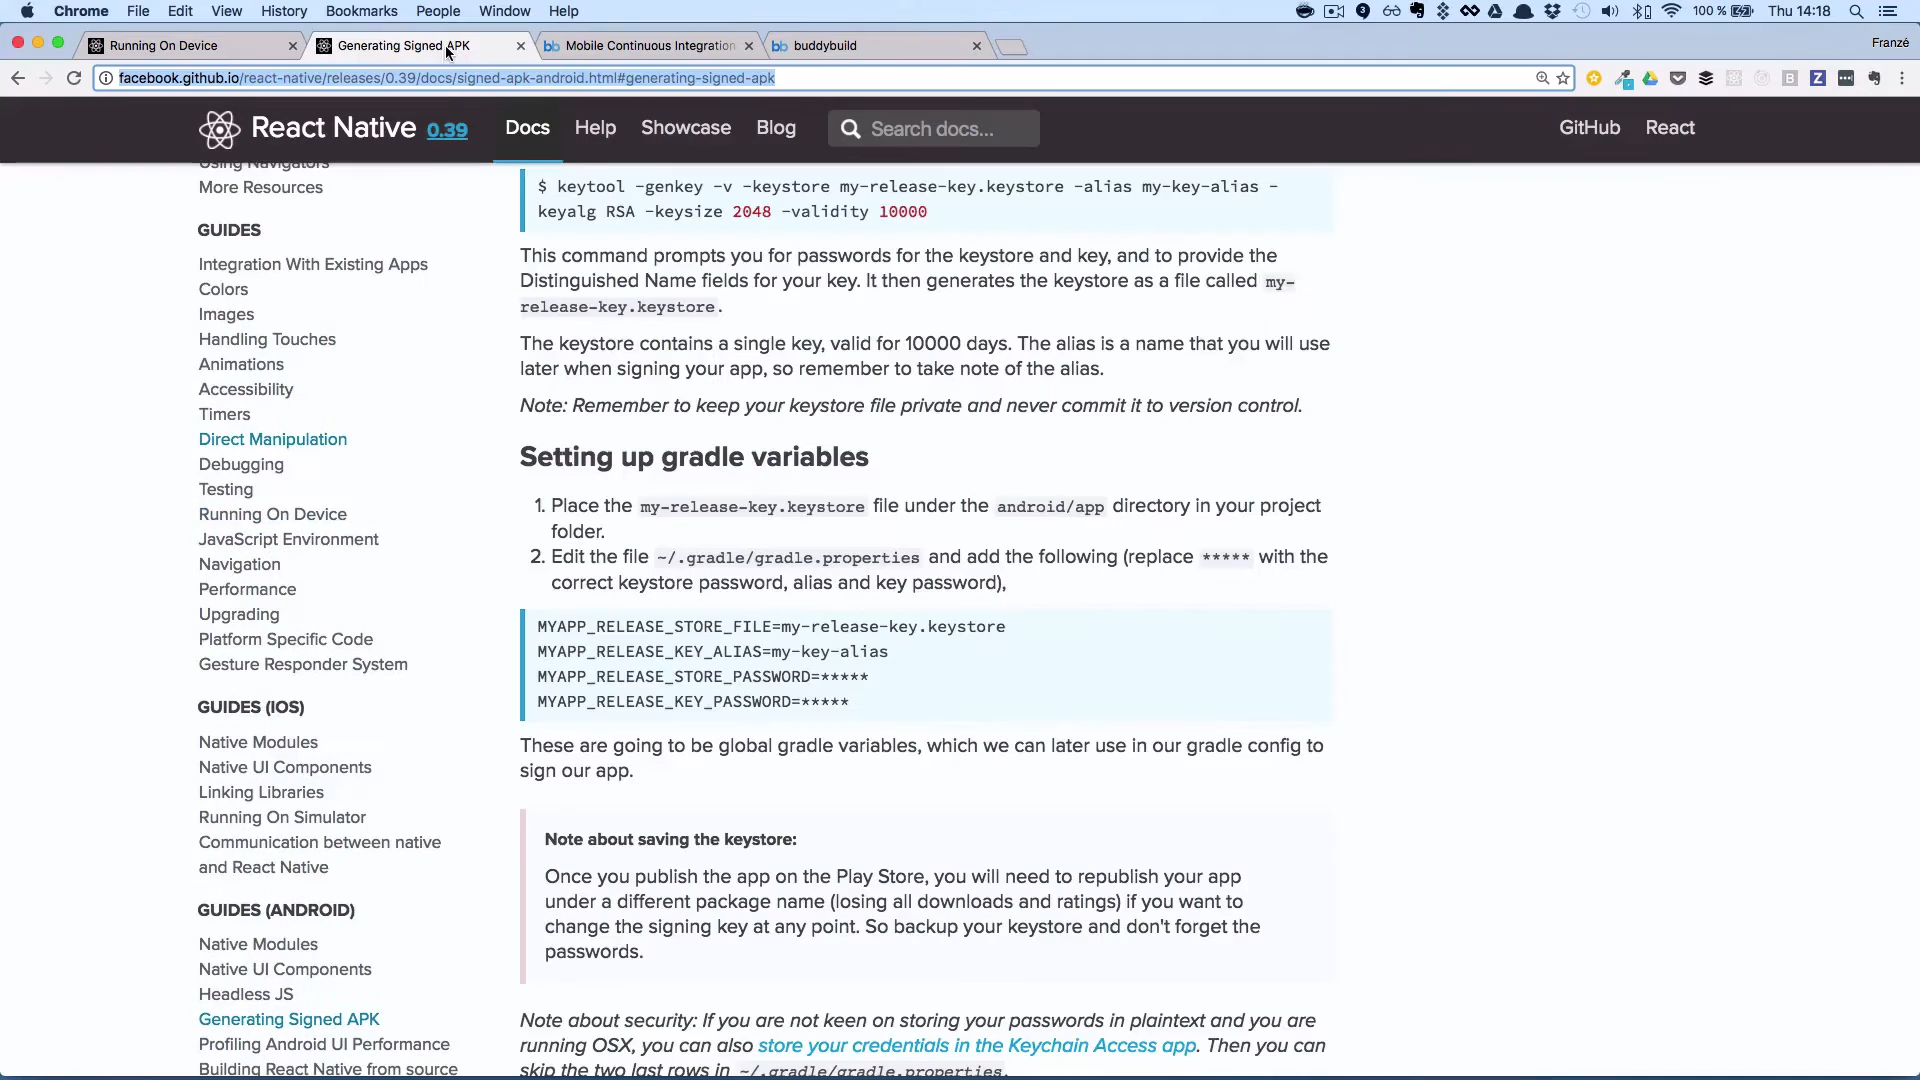 Chrome File Edit View History Bookmarks People Window Help 100 % Thu 14:18
Running On Device Generating Signed APK Mobile Continuous Integration buddybuild Franzé
facebook.github.io/react-native/releases/0.39/docs/signed-apk-android.html#generating-signed-apk
React Native 0.39 Docs Help Showcase Blog Search docs... GitHub React
Using Navigators
More Resources
GUIDES
Integration With Existing Apps
Colors
Images
Handling Touches
Animations
Accessibility
Timers
Direct Manipulation
Debugging
Testing
Running On Device
JavaScript Environment
Navigation
Performance
Upgrading
Platform Specific Code
Gesture Responder System
GUIDES (IOS)
Native Modules
Native UI Components
Linking Libraries
Running On Simulator
Communication between native
and React Native
GUIDES (ANDROID)
Native Modules
Native UI Components
Headless JS
Generating Signed APK
Profiling Android UI Performance
Building React Native from source
$ keytool -genkey -v -keystore my-release-key.keystore -alias my-key-alias -
keyalg RSA -keysize 2048 -validity 10000
This command prompts you for passwords for the keystore and key, and to provide the
Distinguished Name fields for your key. It then generates the keystore as a file called my-
release-key.keystore.
The keystore contains a single key, valid for 10000 days. The alias is a name that you will use
later when signing your app, so remember to take note of the alias.
Note: Remember to keep your keystore file private and never commit it to version control.
Setting up gradle variables
1. Place the my-release-key.keystore file under the android/app directory in your project
folder.
2. Edit the file ~/.gradle/gradle.properties and add the following (replace ***** with the
correct keystore password, alias and key password),
MYAPP_RELEASE_STORE_FILE=my-release-key.keystore
MYAPP_RELEASE_KEY_ALIAS=my-key-alias
MYAPP_RELEASE_STORE_PASSWORD=*****
MYAPP_RELEASE_KEY_PASSWORD=*****
These are going to be global gradle variables, which we can later use in our gradle config to
sign our app.
Note about saving the keystore:
Once you publish the app on the Play Store, you will need to republish your app
under a different package name (losing all downloads and ratings) if you want to
change the signing key at any point. So backup your keystore and don't forget the
passwords.
Note about security: If you are not keen on storing your passwords in plaintext and you are
running OSX, you can also store your credentials in the Keychain Access app. Then you can
skip the two last rows in ~/.gradle/gradle.properties.